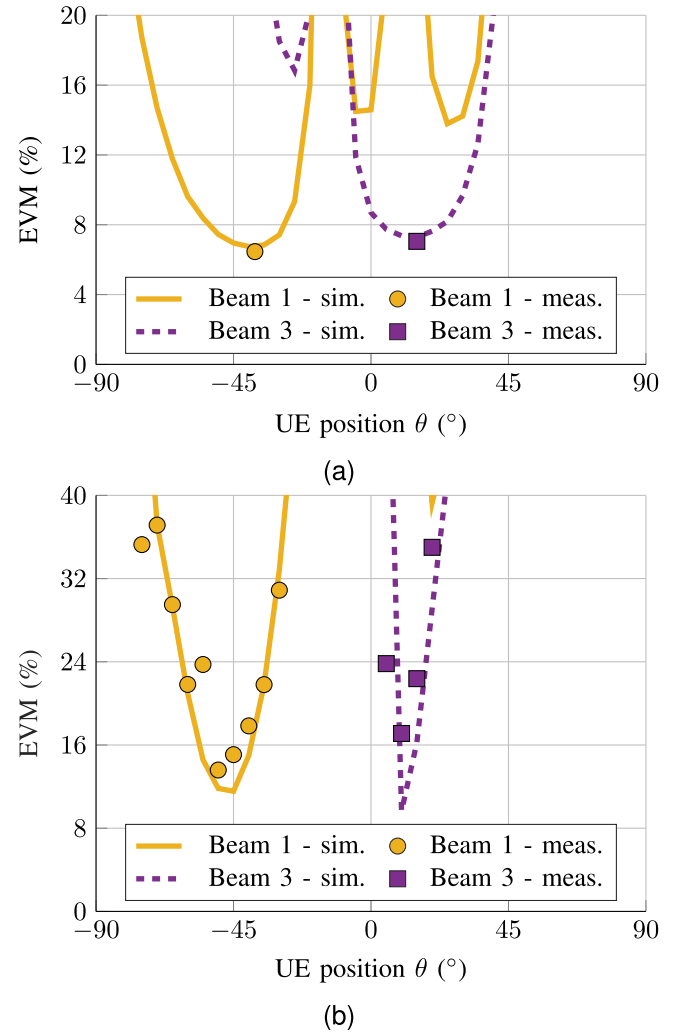 20
16
12
8
4
0
EVM (%)
Beam 1 - sim. Beam 1 - meas.
Beam 3 - sim. Beam 3 - meas.
−90 −45 0 45 90
UE position θ (°)
(a)
40
32
24
16
8
0
EVM (%)
Beam 1 - sim. Beam 1 - meas.
Beam 3 - sim. Beam 3 - meas.
−90 −45 0 45 90
UE position θ (°)
(b)